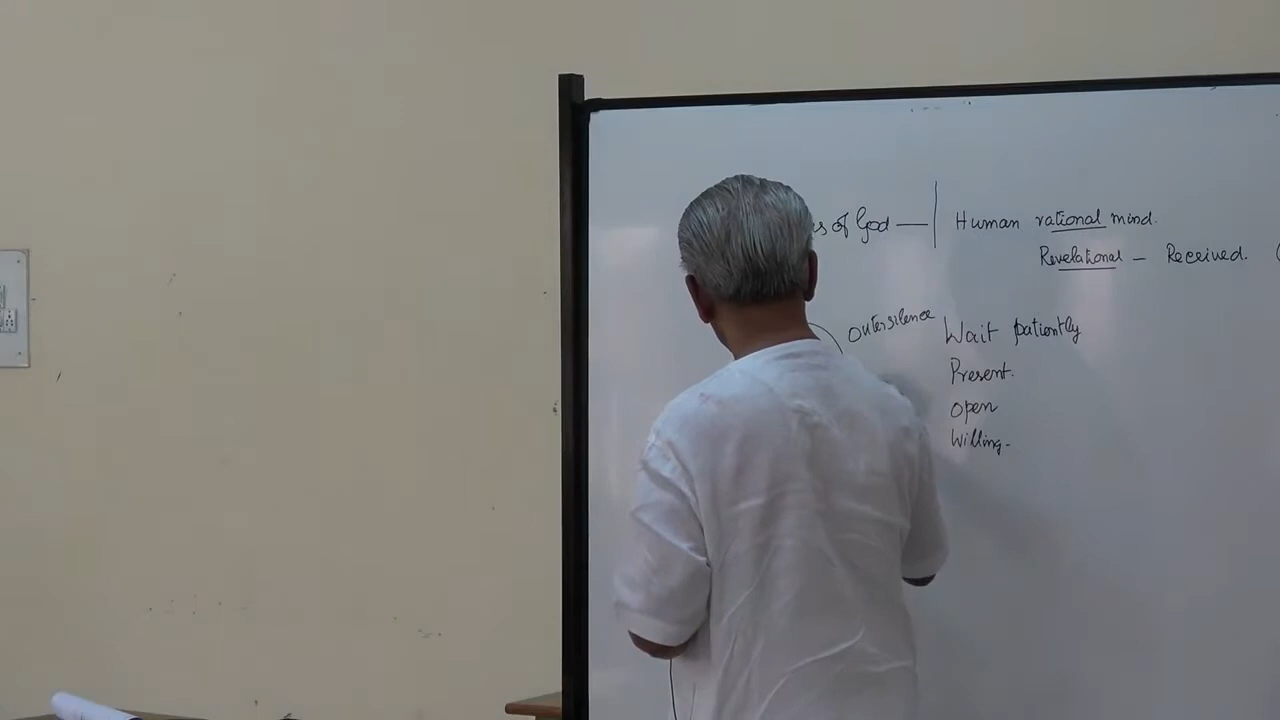 s of God — Human rational mind.
Revelational - Received.
Outer silence
Wait patiently
Present.
Open
Willing.